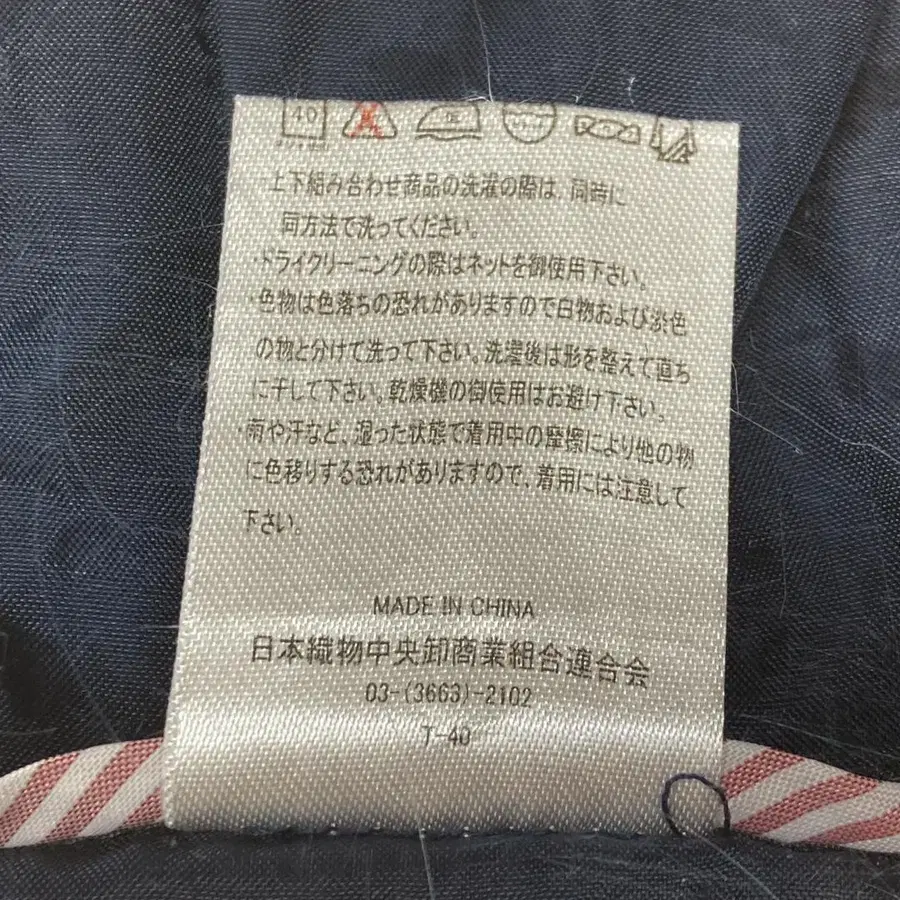 40
・上下組み合わせ商品の洗濯の際は、同時に
同方法で洗ってください。
・ドライクリーニングの際はネットを御使用下さい。
・色物は色落ちの恐れがありますので白物および淡色
の物と分けて洗って下さい。洗濯後は形を整えて直ち
に干して下さい。乾燥機の御使用はお避け下さい。
・雨や汗など、湿った状態で着用中の摩擦により他の物
に色移りする恐れがありますので、着用には注意して
下さい。
MADE IN CHINA
日本織物中央卸商業組合連合会
03-(3663)-2102
T-40